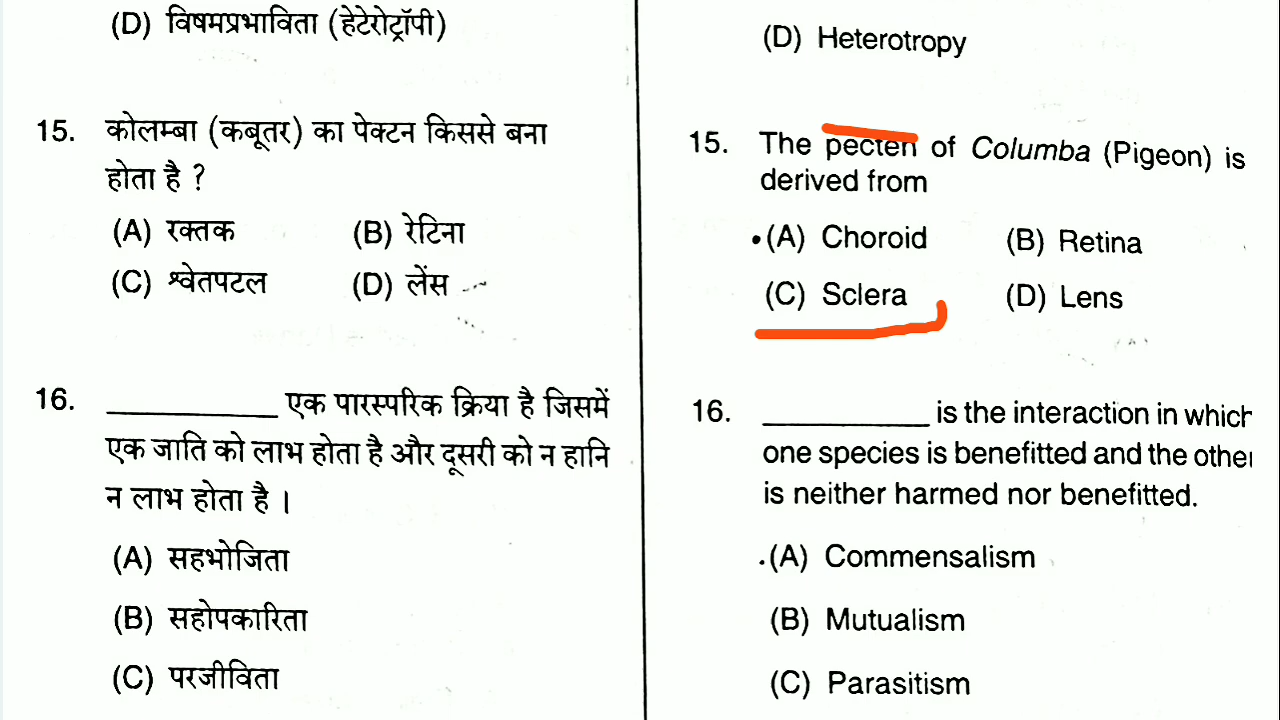 (D) विषमप्रभाविता (हेटेरोट्रॉपी)
15. कोलम्बा (कबूतर) का पेक्टन किससे बना
होता है ?
(A) रक्तक (B) रेटिना
(C) श्वेतपटल (D) लेंस
16. __________ एक पारस्परिक क्रिया है जिसमें
एक जाति को लाभ होता है और दूसरी को न हानि
न लाभ होता है ।
(A) सहभोजिता
(B) सहोपकारिता
(C) परजीविता
(D) Heterotropy
15. The pecten of Columba (Pigeon) is
derived from
(A) Choroid (B) Retina
(C) Sclera (D) Lens
16. __________ is the interaction in which
one species is benefitted and the other
is neither harmed nor benefitted.
(A) Commensalism
(B) Mutualism
(C) Parasitism